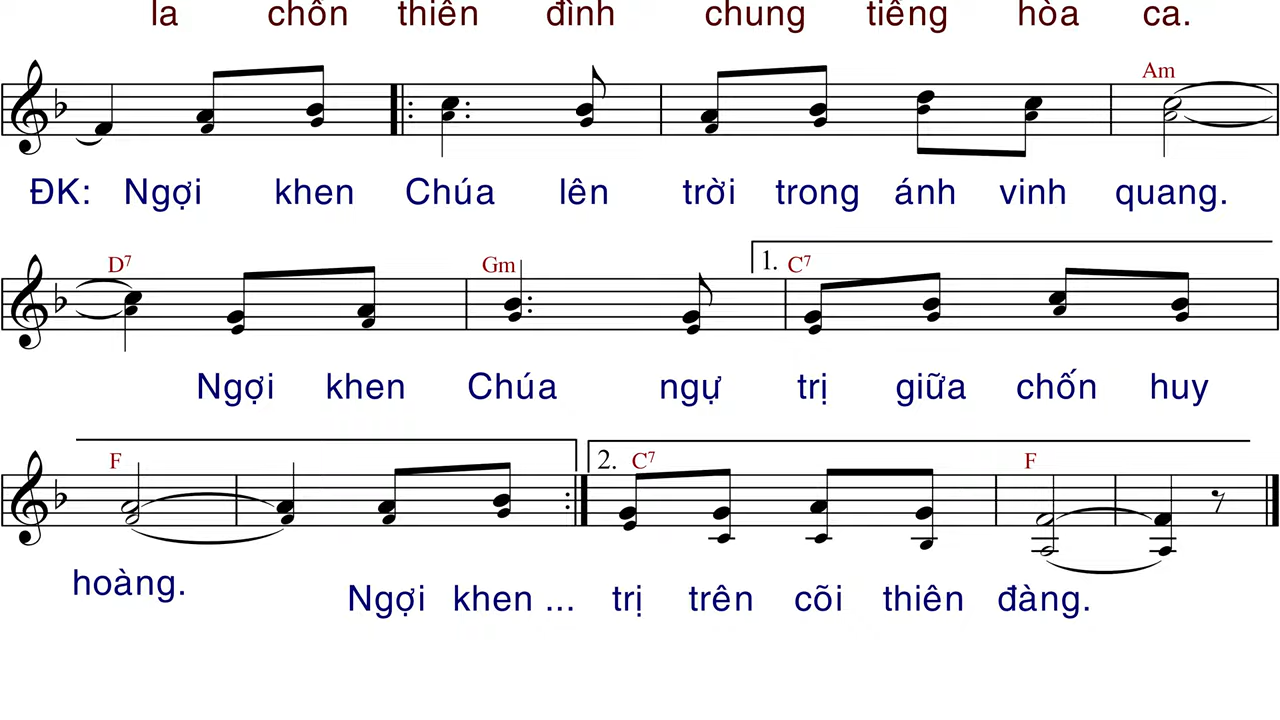 la chốn thiên đình chung tiếng hòa ca.
Am
ĐK: Ngợi khen Chúa lên trời trong ánh vinh quang.
D7 Gm 1. C7
Ngợi khen Chúa ngự trị giữa chốn huy
F 2. C7 F
hoàng. Ngợi khen ... trị trên cõi thiên đàng.